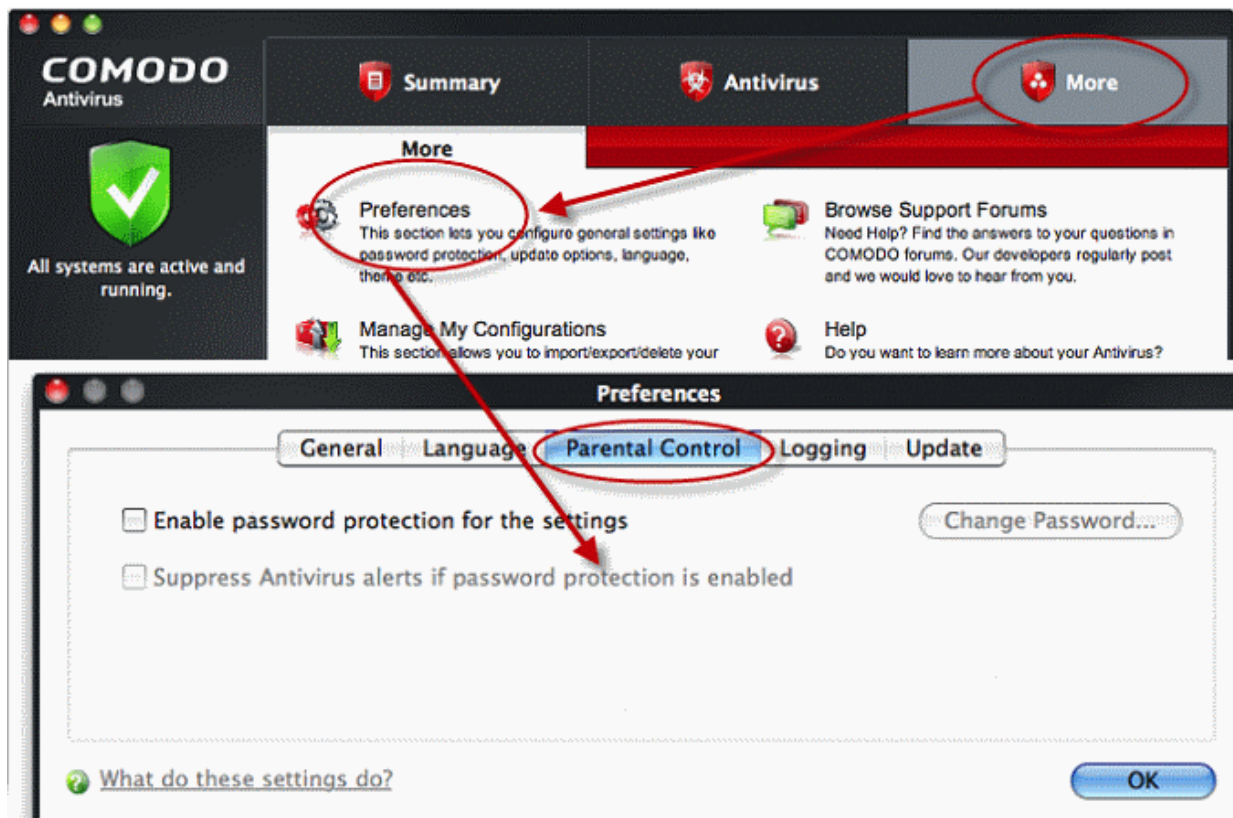 COMODO
Antivirus
Summary
Antivirus
More
All systems are active and
running.
More
Preferences
This section lets you configure general settings like
password protection, update options, language,
theme etc.
Browse Support Forums
Need Help? Find the answers to your questions in
COMODO forums. Our developers regularly post
and we would love to hear from you.
Manage My Configurations
This section allows you to import/export/delete your
Help
Do you want to learn more about your Antivirus?
Preferences
General
Language
Parental Control
Logging
Update
Enable password protection for the settings
Change Password...
Suppress Antivirus alerts if password protection is enabled
What do these settings do?
OK